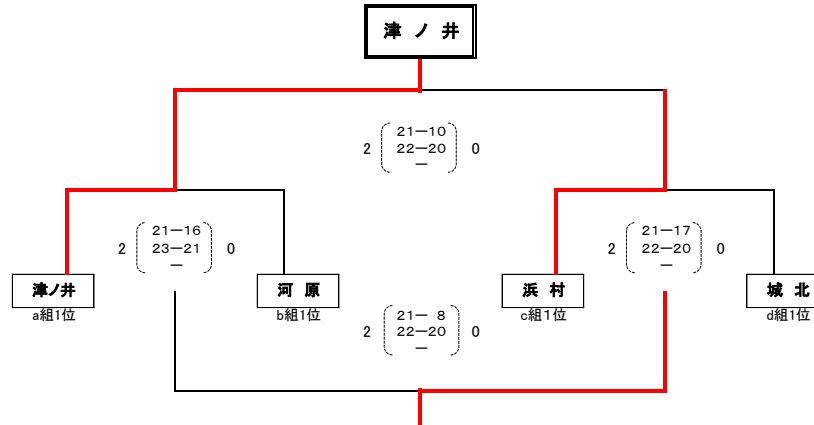 津 ノ 井
21－10
2 22－20 0
－
21－16
2 23－21 0
－
21－17
2 22－20 0
－
津ノ井
河 原
浜 村
城 北
a組1位
b組1位
c組1位
d組1位
21－ 8
2 22－20 0
－